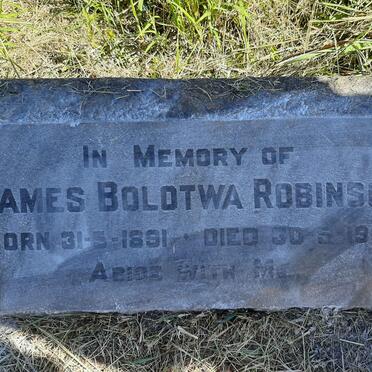 In Memory of
AMES BOLOTWA ROBINS
ORN 31-5-1891. DIED 30-5-19
ABIDE WITH ME.